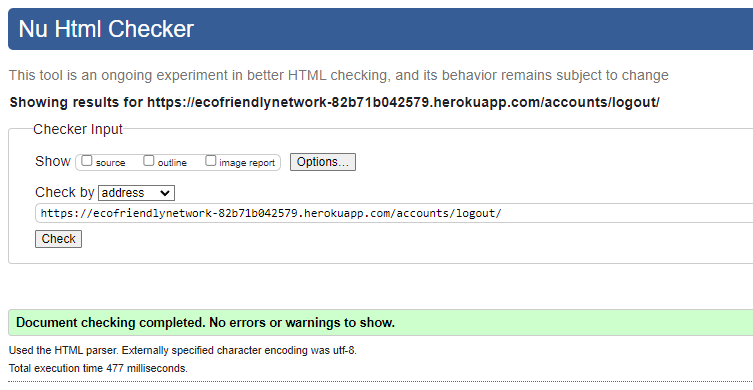 Nu Html Checker
This tool is an ongoing experiment in better HTML checking, and its behavior remains subject to change
Showing results for https://ecofriendlynetwork-82b71b042579.herokuapp.com/accounts/logout/
Checker Input
Show source outline image report Options...
Check by address
https://ecofriendlynetwork-82b71b042579.herokuapp.com/accounts/logout/
Check
Document checking completed. No errors or warnings to show.
Used the HTML parser. Externally specified character encoding was utf-8.
Total execution time 477 milliseconds.